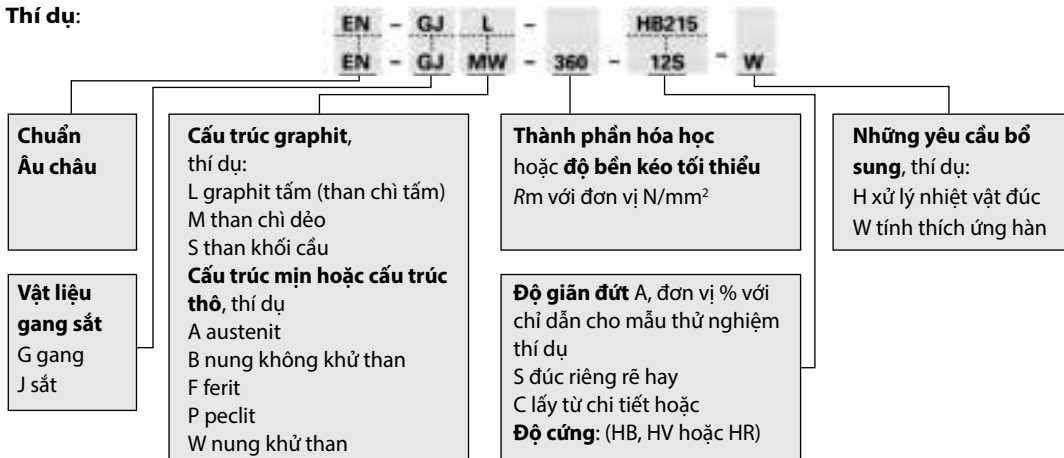 Thí dụ:
EN - GJ L - HB215
EN - GJ MW - 360 - 12S - W
Chuẩn
Âu châu
Cấu trúc graphit,
thí dụ:
L graphit tấm (than chì tấm)
M than chì dẻo
S than khối cầu
Cấu trúc mịn hoặc cấu trúc
thô, thí dụ
A austenit
B nung không khử than
F ferit
P peclit
W nung khử than
Thành phần hóa học
hoặc độ bền kéo tối thiểu
Rm với đơn vị N/mm²
Những yêu cầu bổ
sung, thí dụ:
H xử lý nhiệt vật đúc
W tính thích ứng hàn
Vật liệu
gang sắt
G gang
J sắt
Độ giãn đứt A, đơn vị % với
chỉ dẫn cho mẫu thử nghiệm
thí dụ
S đúc riêng rẽ hay
C lấy từ chi tiết hoặc
Độ cứng: (HB, HV hoặc HR)